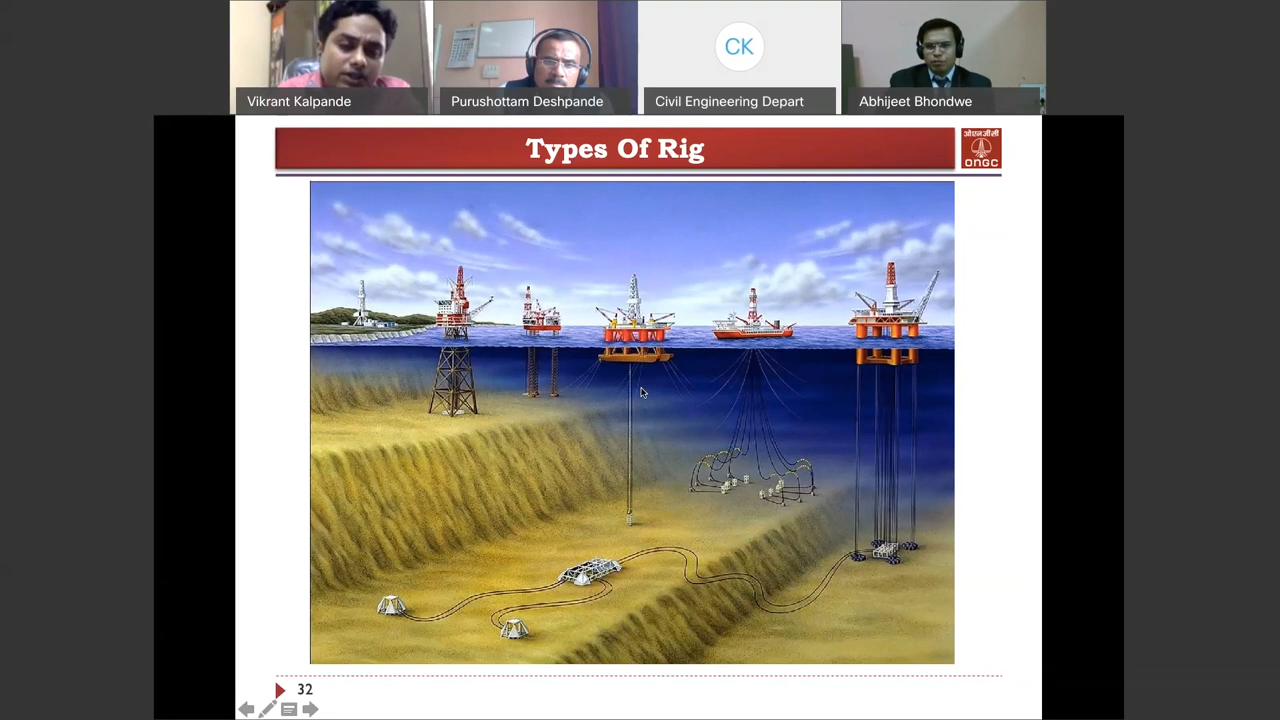 CK
Vikrant Kalpande
Purushottam Deshpande
Civil Engineering Depart
Abhijeet Bhondwe
Types Of Rig
ओएनजीसी
ONGC
32